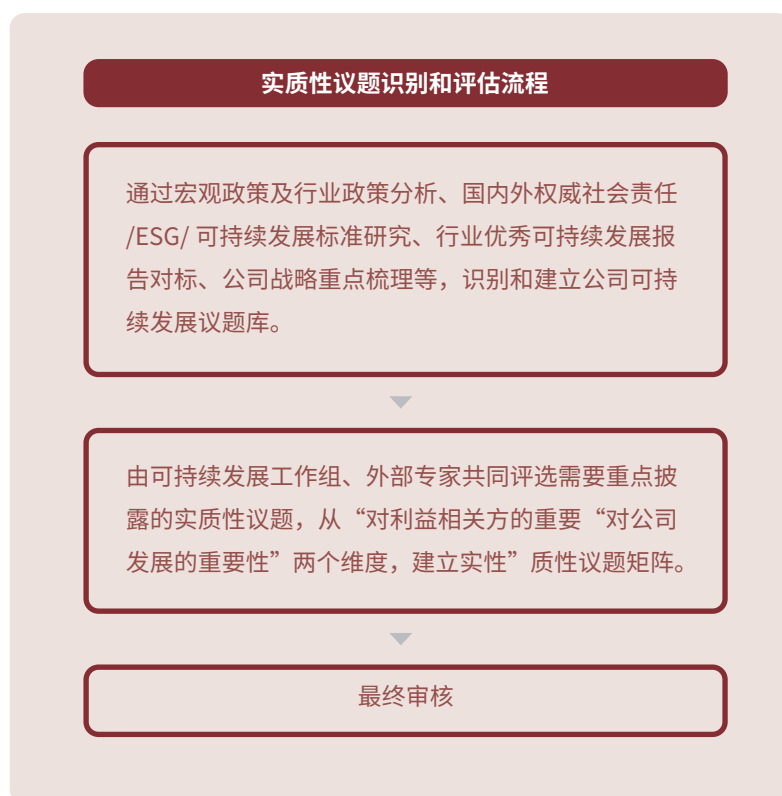 实质性议题识别和评估流程
通过宏观政策及行业政策分析、国内外权威社会责任
/ESG/ 可持续发展标准研究、行业优秀可持续发展报
告对标、公司战略重点梳理等，识别和建立公司可持
续发展议题库。
由可持续发展工作组、外部专家共同评选需要重点披
露的实质性议题，从“对利益相关方的重要“对公司
发展的重要性”两个维度，建立实性”质性议题矩阵。
最终审核